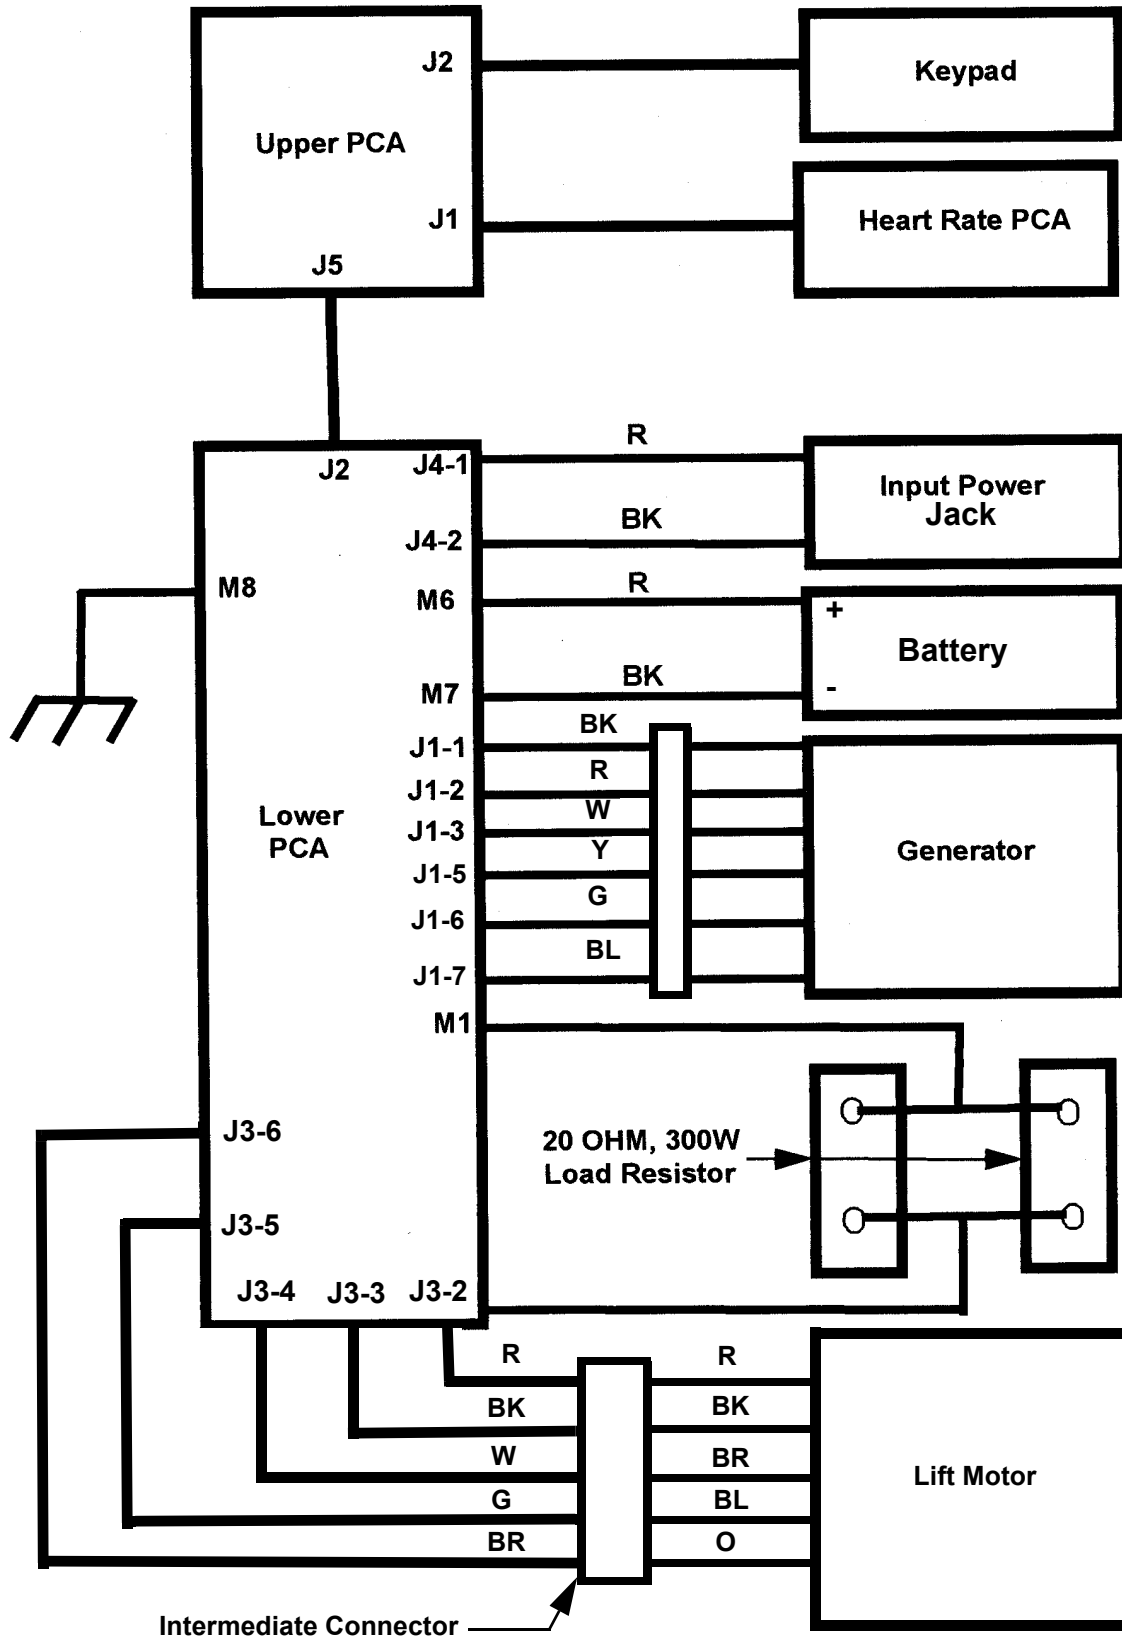 J2
Keypad
Upper PCA
J1
Heart Rate PCA
J5
J2
J4-1
R
Input Power
Jack
J4-2
BK
M8
M6
R
+
Battery
M7
BK
-
J1-1
BK
J1-2
R
Lower
PCA
J1-3
W
Generator
J1-5
Y
J1-6
G
J1-7
BL
M1
J3-6
20 OHM, 300W
Load Resistor
J3-5
J3-4
J3-3
J3-2
R
R
BK
BK
W
BR
Lift Motor
G
BL
BR
O
Intermediate Connector